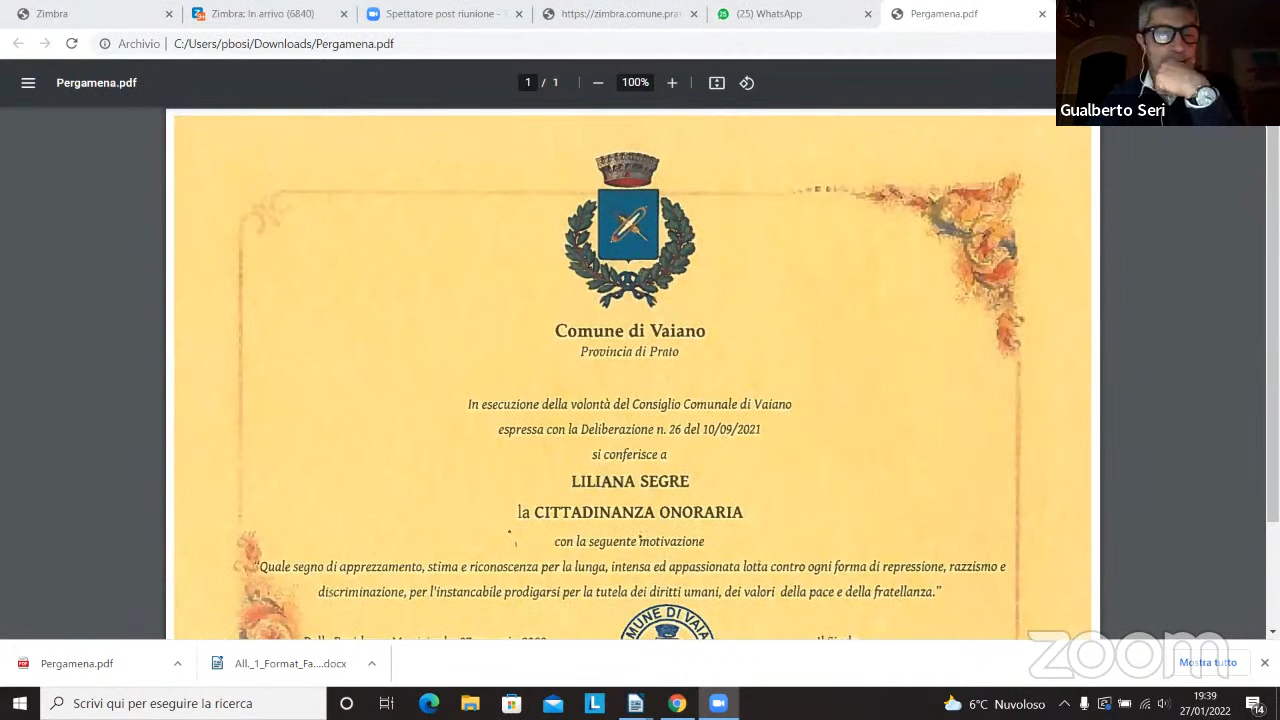 Zimbra
Zimbra: In arrivo (6840)
Spettatore post riunione -
https://zimbra.comune.pra
(25) WhatsApp
Pergamena.pdf
Archivio
C:/Users/pbosi/Downloads/Pergamena.pdf
Pergamena.pdf
1 / 1
100%
Gualberto Seri
Comune di Vaiano
Provincia di Prato
In esecuzione della volontà del Consiglio Comunale di Vaiano
espressa con la Deliberazione n. 26 del 10/09/2021
si conferisce a
LILIANA SEGRE
la CITTADINANZA ONORARIA
con la seguente motivazione
"Quale segno di apprezzamento, stima e riconoscenza per la lunga, intensa ed appassionata lotta contro ogni forma di repressione, razzismo e
discriminazione, per l'instancabile prodigarsi per la tutela dei diritti umani, dei valori della pace e della fratellanza."
zoom
Pergamena.pdf
All._1_Format_Fa....docx
Mostra tutto
Scrivi qui per eseguire la ricerca
6°C Nuvoloso
19:39
27/01/2022
14